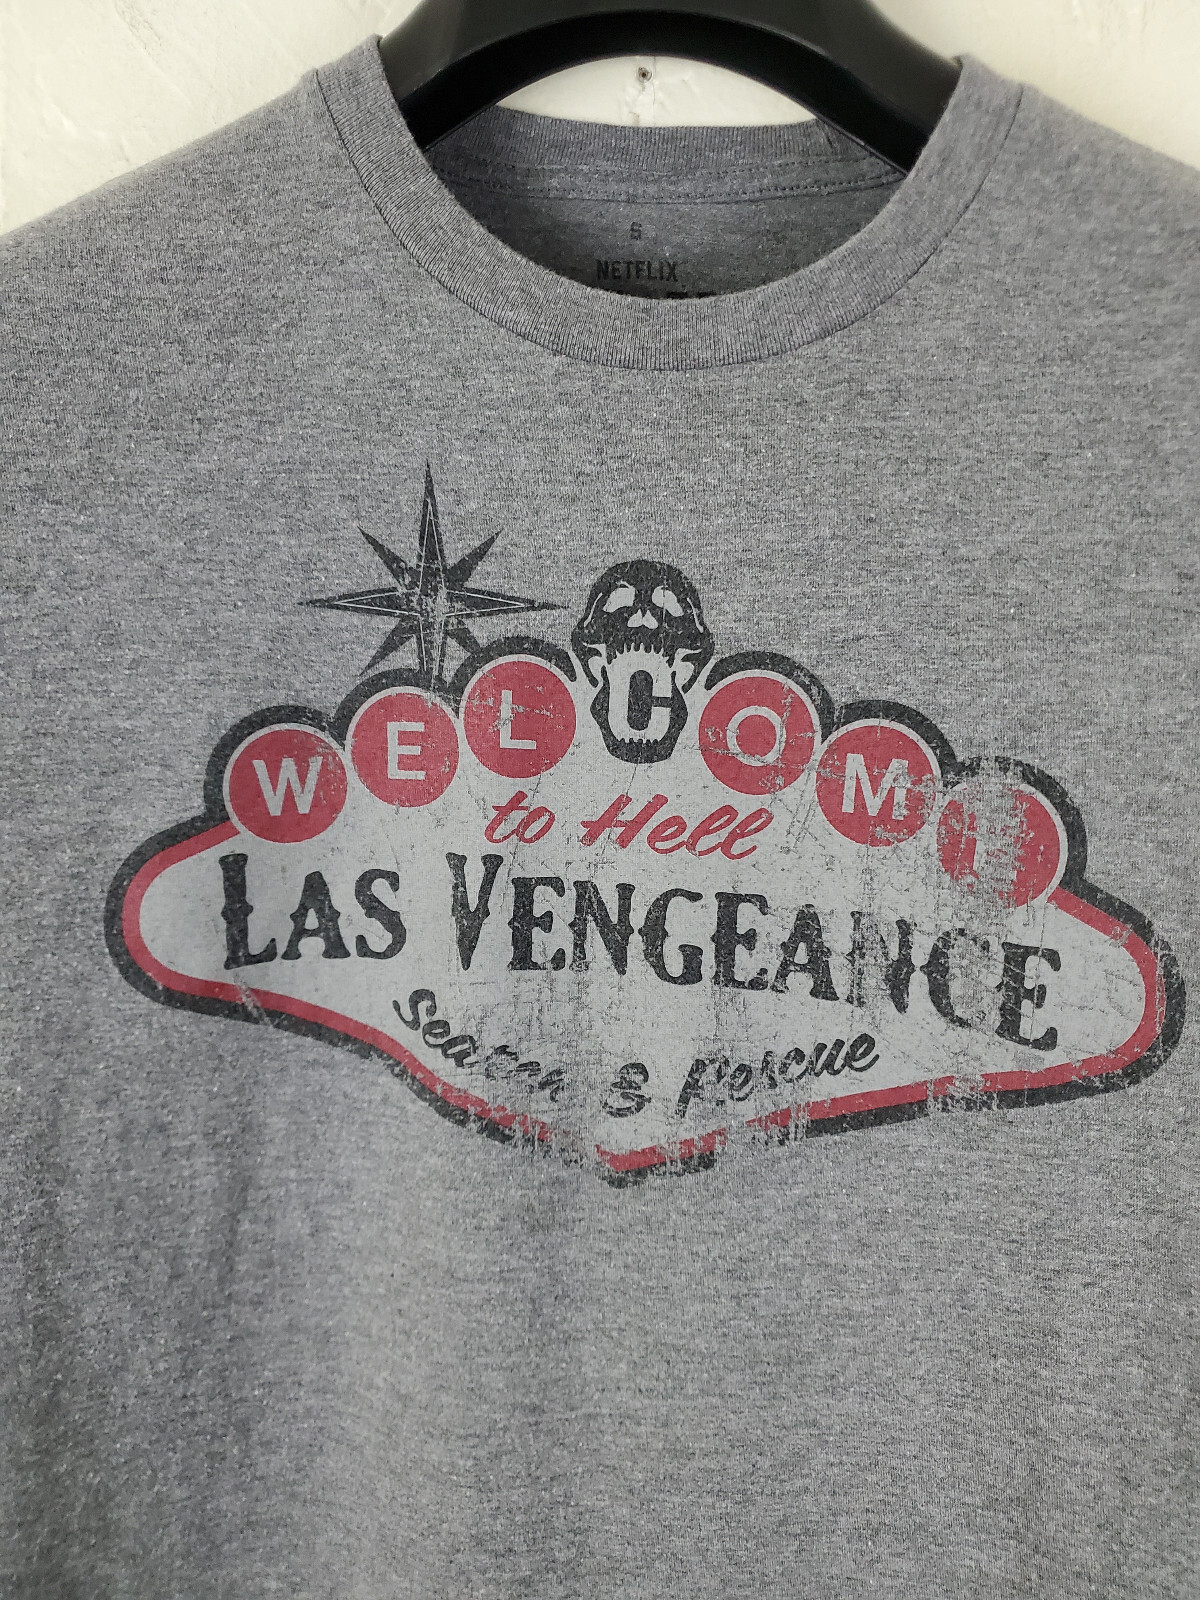 S
NETFLIX
WELCOME
to Hell
LAS VENGEANCE
Search & Rescue